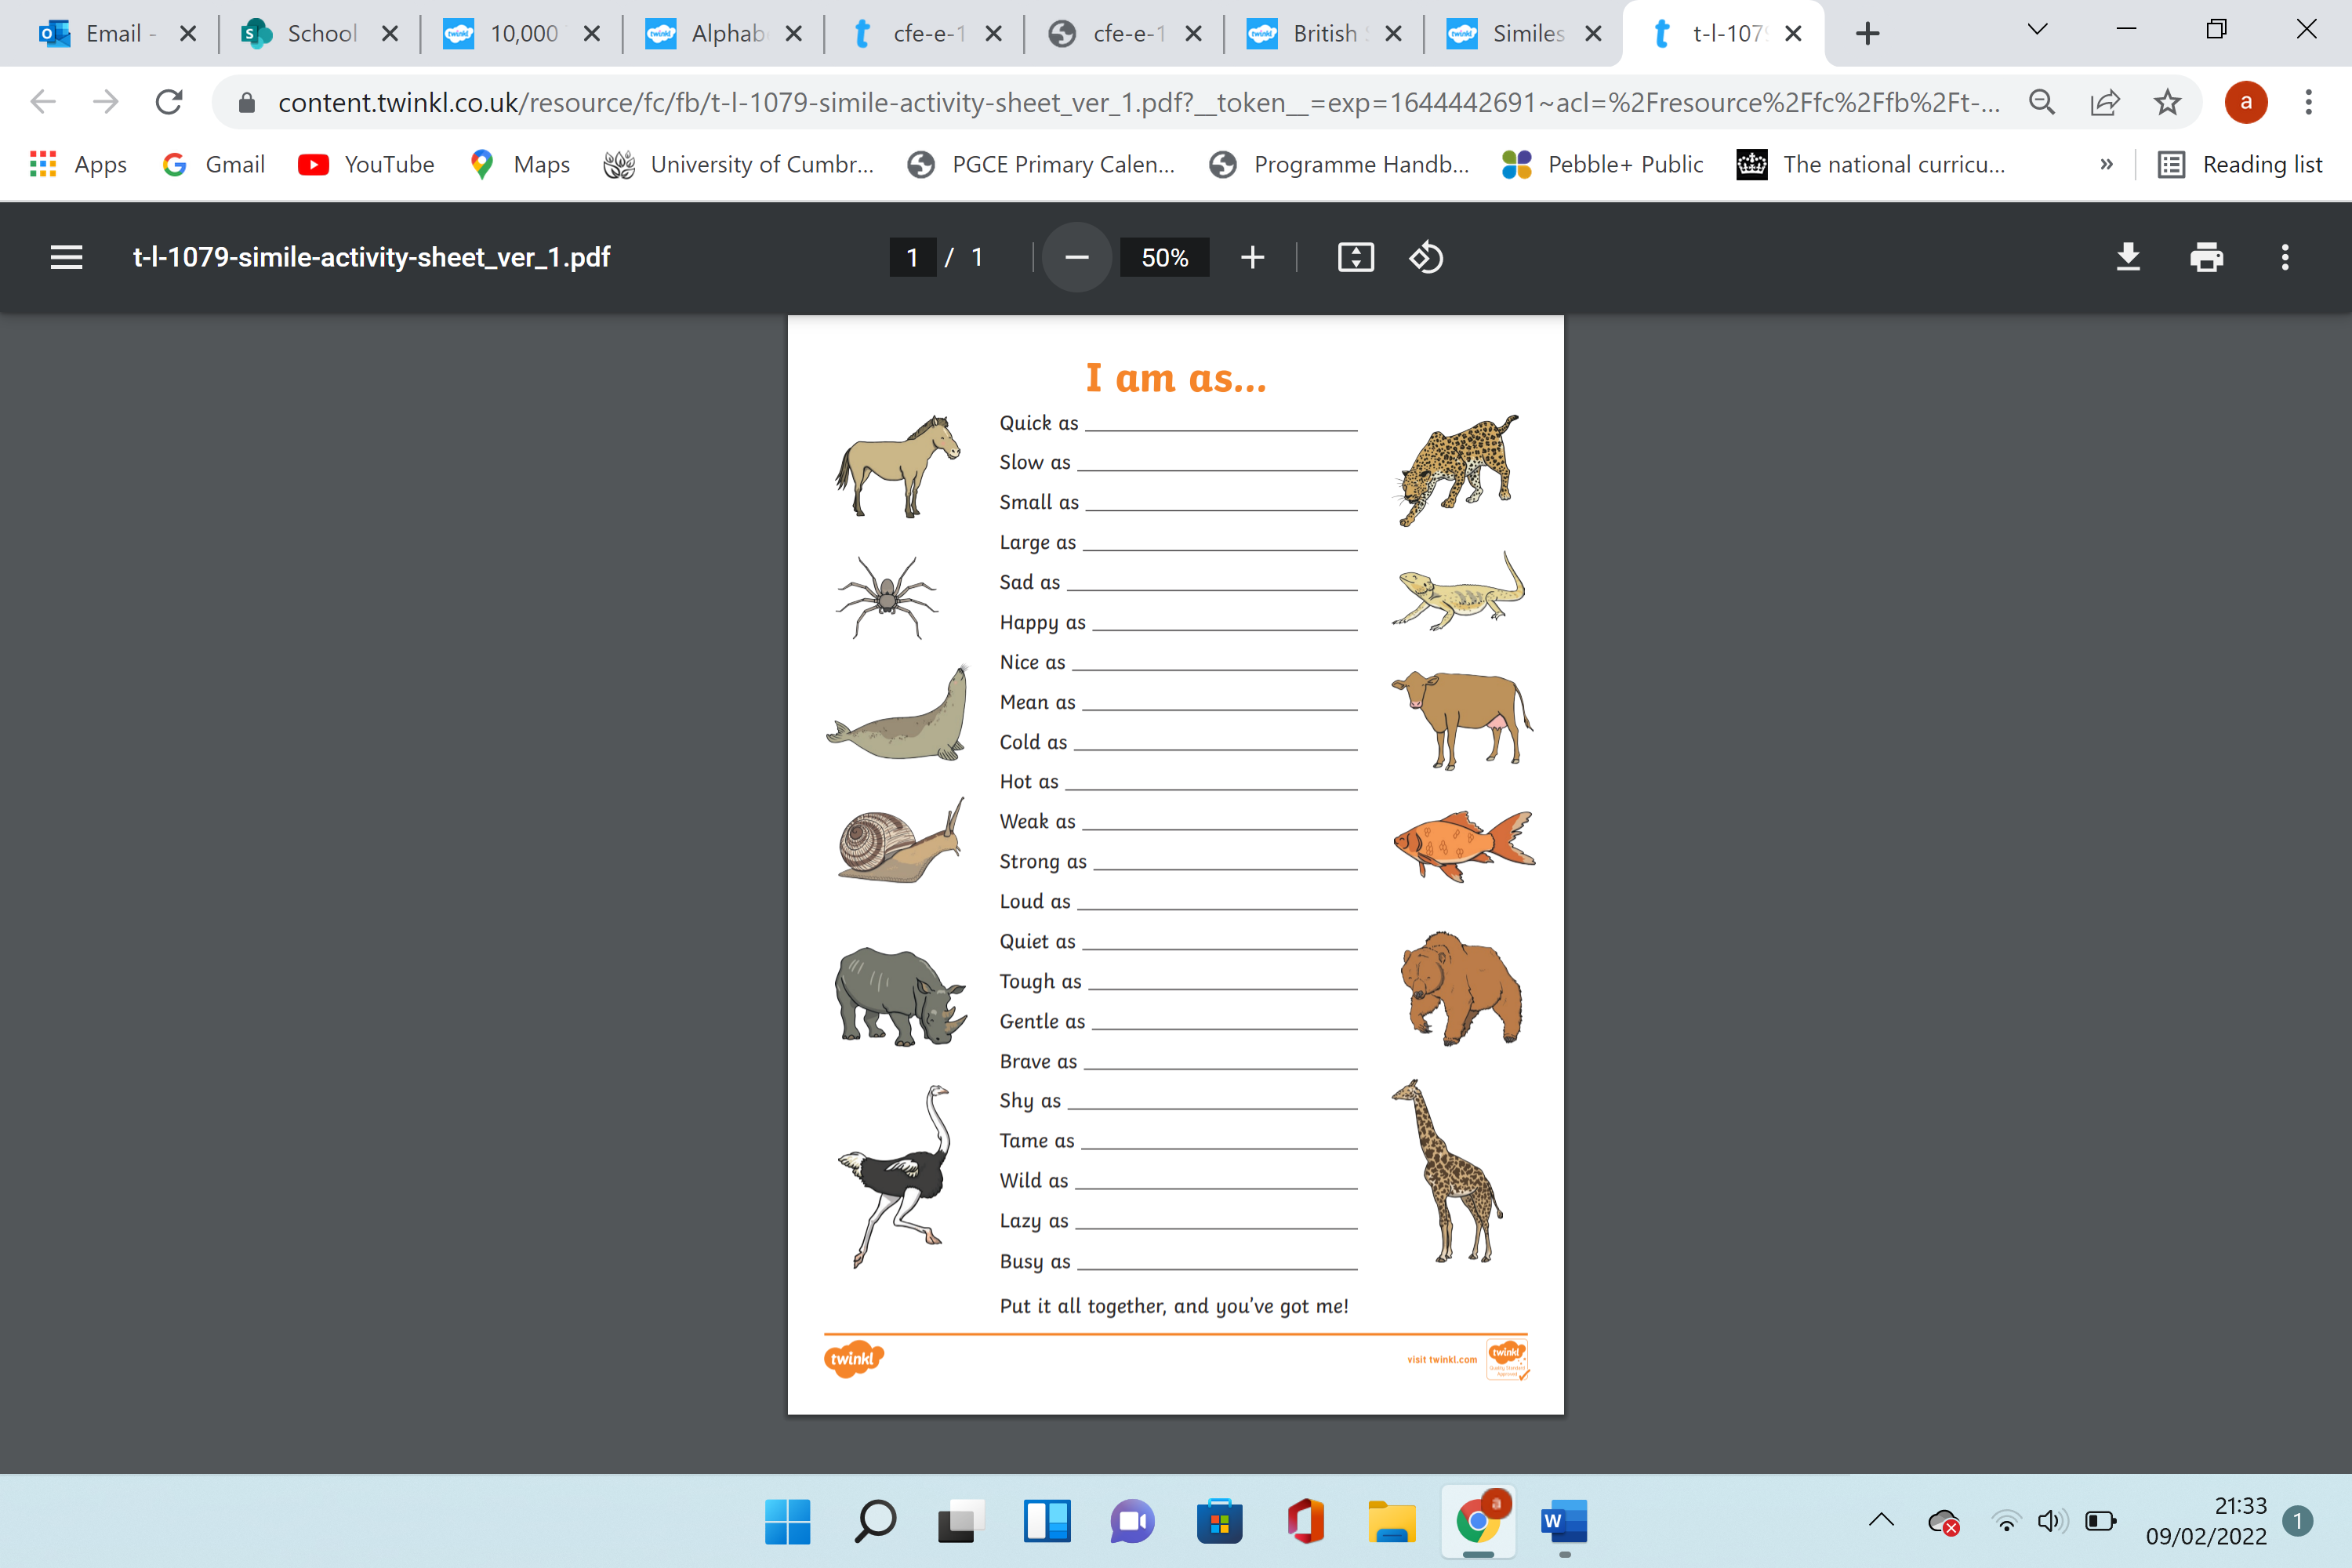 Email -
School
10,000
Alphab
cfe-e-1
cfe-e-1
British
Similes
t-l-107
content.twinkl.co.uk/resource/fc/fb/t-l-1079-simile-activity-sheet_ver_1.pdf?__token__=exp=1644442691~acl=%2Fresource%2Ffc%2Ffb%2Ft-...
a
Apps
Gmail
YouTube
Maps
University of Cumbr...
PGCE Primary Calen...
Programme Handb...
Pebble+ Public
The national curricu...
»
Reading list
t-l-1079-simile-activity-sheet_ver_1.pdf
1 / 1
50%
I am as...
Quick as
Slow as
Small as
Large as
Sad as
Happy as
Nice as
Mean as
Cold as
Hot as
Weak as
Strong as
Loud as
Quiet as
Tough as
Gentle as
Brave as
Shy as
Tame as
Wild as
Lazy as
Busy as
Put it all together, and you've got me!
twinkl
visit twinkl.com
twinkl
Quality Standard
Approved
21:33
09/02/2022
1